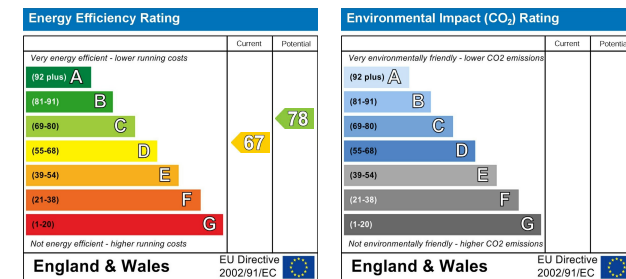 Energy Efficiency Rating
Current Potential
Very energy efficient - lower running costs
(92 plus) A
(81-91) B
(69-80) C
(55-68) D
(39-54) E
(21-38) F
(1-20) G
67
78
Not energy efficient - higher running costs
England & Wales
EU Directive
2002/91/EC
Environmental Impact (CO₂) Rating
Current Potential
Very environmentally friendly - lower CO2 emissions
(92 plus) A
(81-91) B
(69-80) C
(55-68) D
(39-54) E
(21-38) F
(1-20) G
Not environmentally friendly - higher CO2 emissions
England & Wales
EU Directive
2002/91/EC